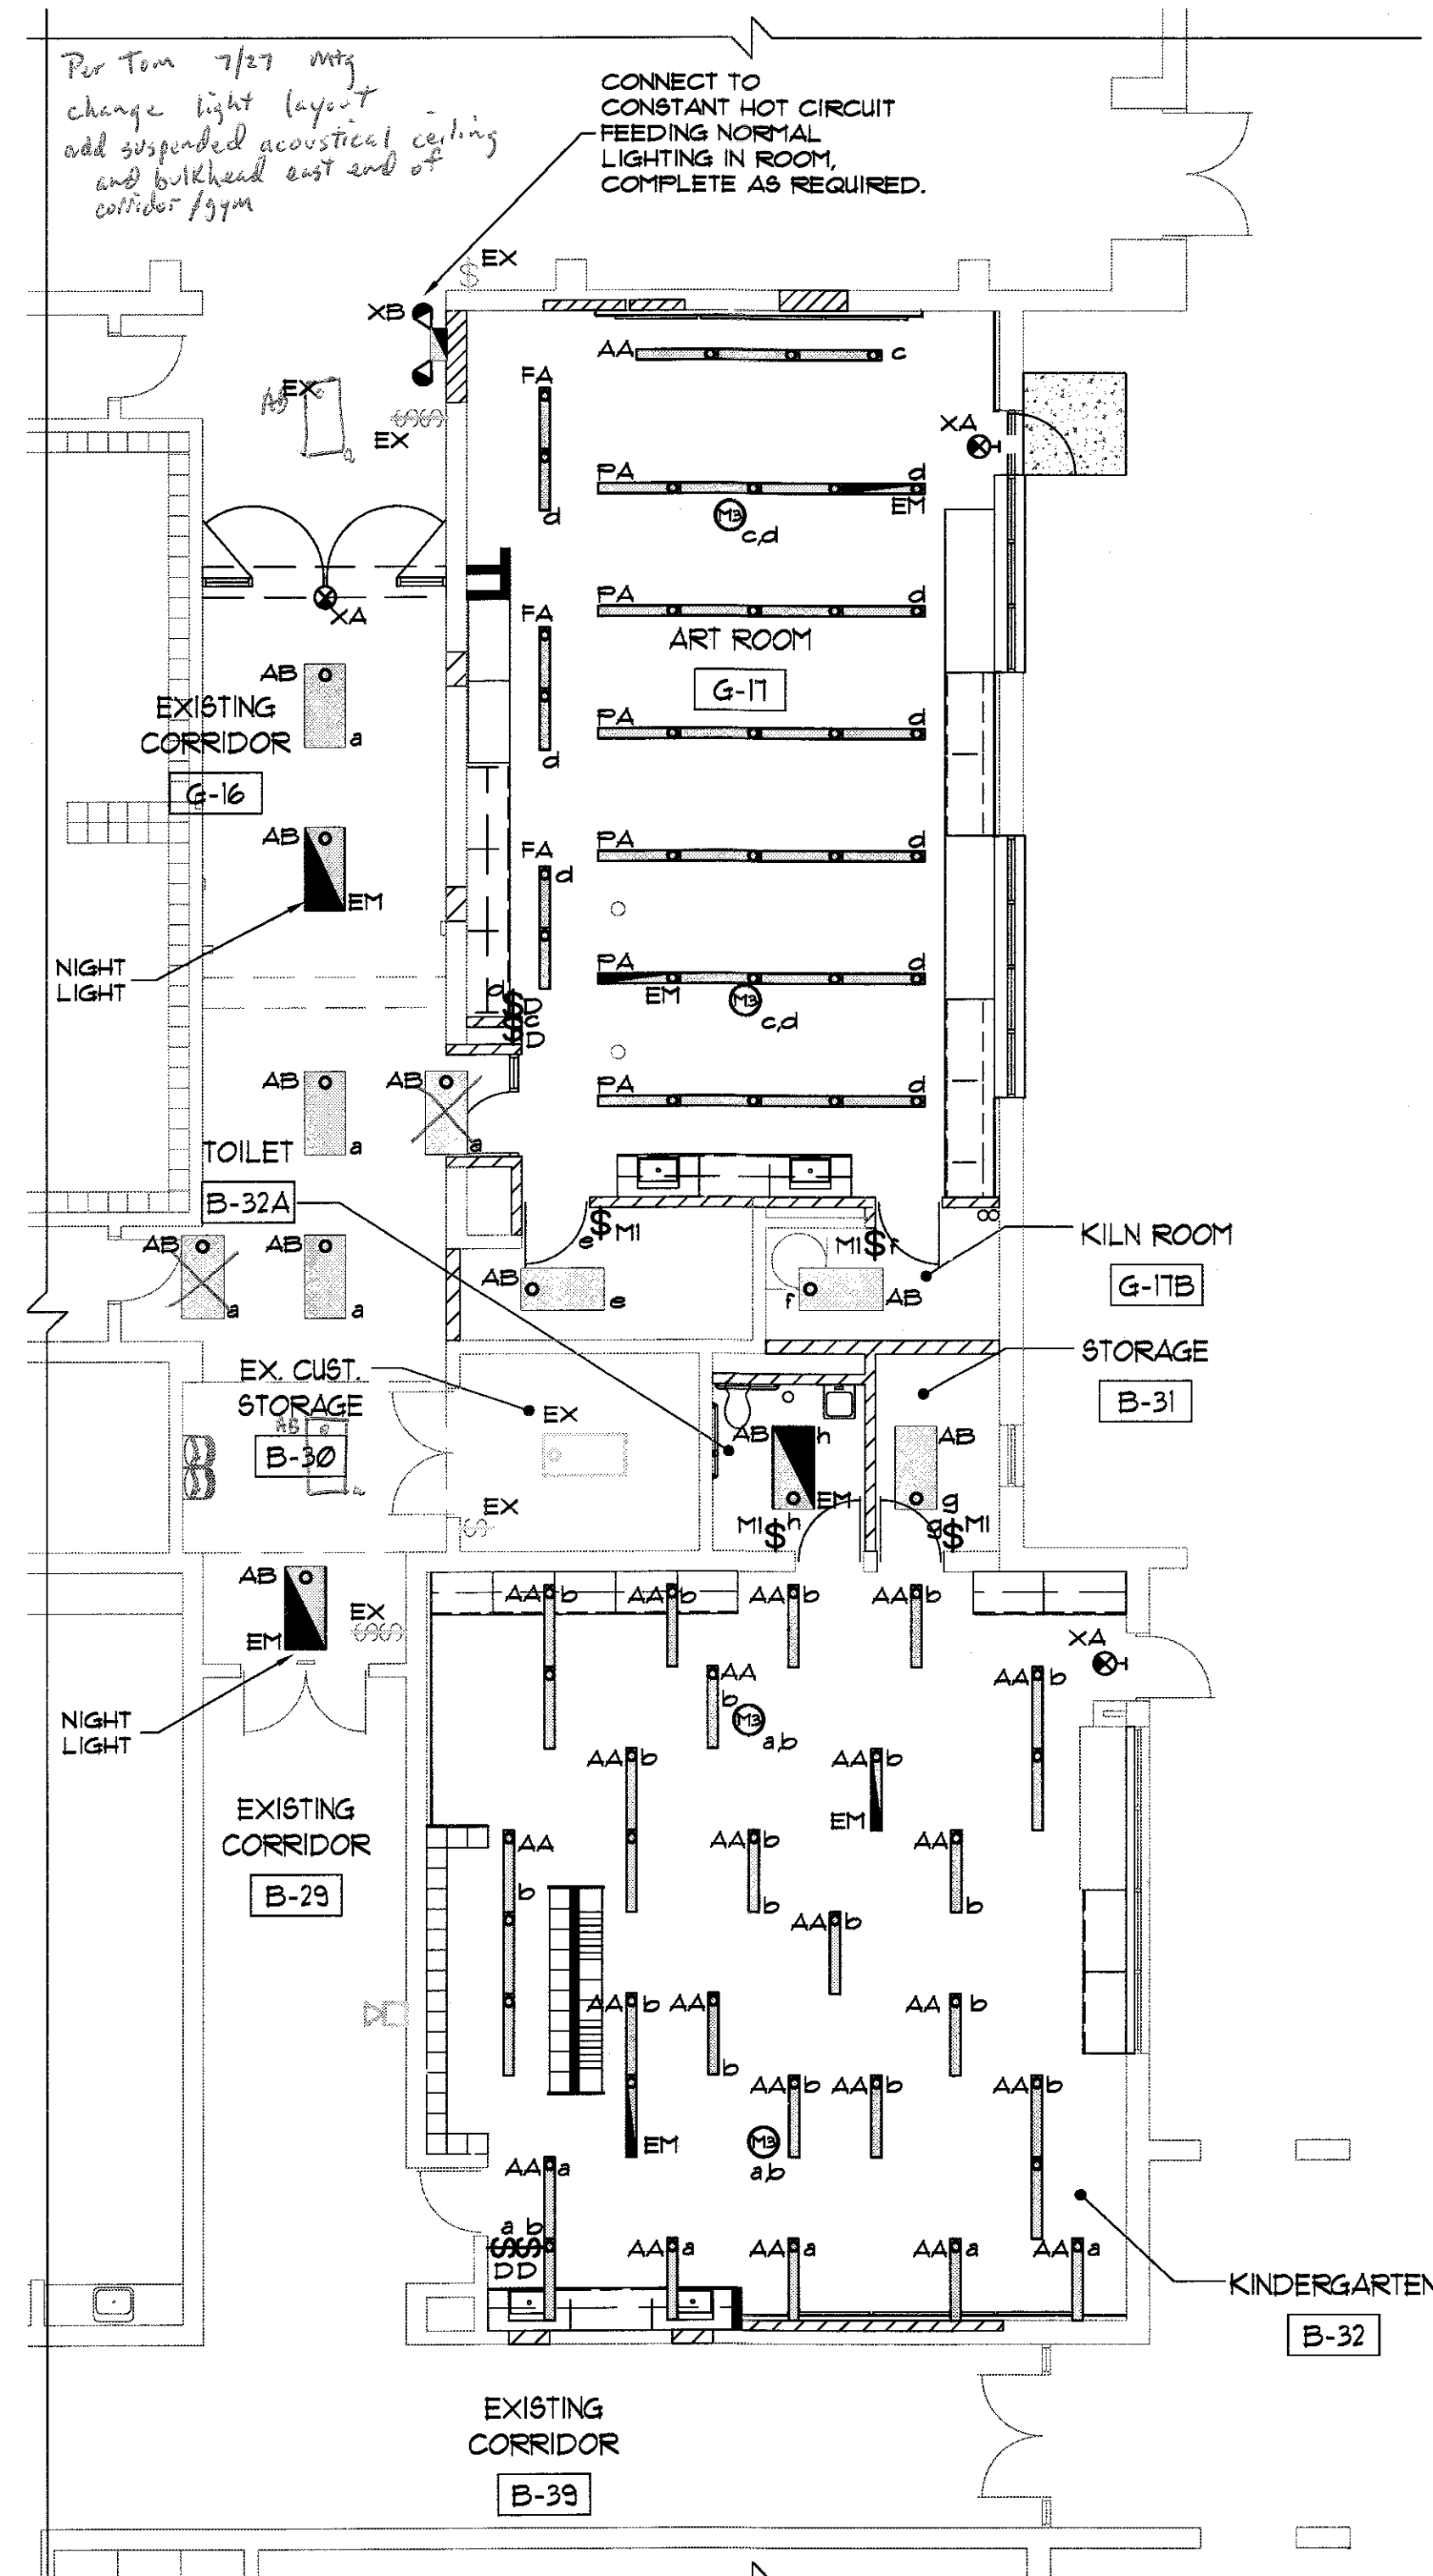 Per Tom 7/27 Mtg
change light layout
add suspended acoustical ceiling
and bulkhead east end of
corridor/gym
CONNECT TO
CONSTANT HOT CIRCUIT
FEEDING NORMAL
LIGHTING IN ROOM,
COMPLETE AS REQUIRED.
EX
XB
AA c
FA
EX
AB
a
EX
XA
PA d
EM
d
M3
c,d
XA
PA d
FA
ART ROOM
G-17
AB
a
EXISTING
CORRIDOR
G-16
PA d
d
AB
EM
FA
d
PA d
NIGHT
LIGHT
PA d
EM
M3
c,d
d
$D
$c
D
AB
a
AB
a
PA d
TOILET
B-32A
AB
a
AB
a
e $MI
MI $f
8
KILN ROOM
G-17B
AB
e
f AB
STORAGE
B-31
EX. CUST.
STORAGE
B-30
AB
a
EX
EX
$
AB h
EM
MI $h
AB
g
g$MI
AB
EM
EX
$$
NIGHT
LIGHT
AA b
AA b
AA b
AA b
XA
AA
b
M3
a,b
AA b
AA b
AA b
EM
EXISTING
CORRIDOR
B-29
AA
b
AA b
b
AA
b
AA b
AA b
AA
b
AA b
EM
AA b
AA b
AA b
M3
a,b
AA a
a b
$$
DD
AA a
AA a
AA a
AA a
KINDERGARTEN
B-32
EXISTING
CORRIDOR
B-39